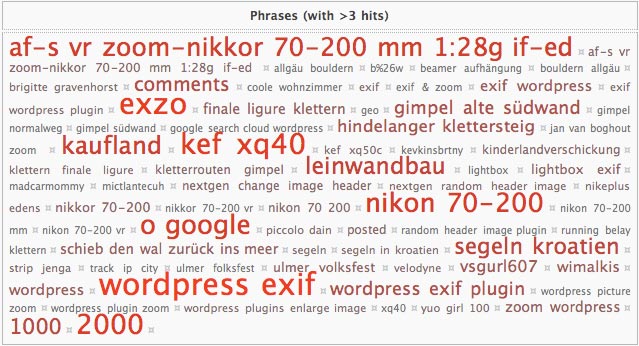 Phrases (with >3 hits)
af-s vr zoom-nikkor 70-200 mm 1:28g if-ed ¤ af-s vr
zoom-nikkor 70-200 mm 1:28g if-ed ¤ allgäu bouldern ¤ b%26w ¤ beamer aufhängung ¤ bouldern allgäu ¤
brigitte gravenhorst ¤ comments ¤ coole wohnzimmer ¤ exif ¤ exif & zoom ¤ exif wordpress ¤ exif
wordpress plugin ¤ exzo ¤ finale ligure klettern ¤ geo ¤ gimpel alte südwand ¤ gimpel
normalweg ¤ gimpel südwand ¤ google search cloud wordpress ¤ hindelanger klettersteig ¤ jan van boghout
zoom ¤ kaufland ¤ kef xq40 ¤ kef xq50c ¤ kevkinsbrtny ¤ kinderlandverschickung ¤
klettern finale ligure ¤ kletterrouten gimpel ¤ leinwandbau ¤ lightbox ¤ lightbox exif ¤
madcarmommy ¤ mictlantecuh ¤ nextgen change image header ¤ nextgen random header image ¤ nikeplus
edens ¤ nikkor 70-200 ¤ nikkor 70-200 vr ¤ nikon 70 200 ¤ nikon 70-200 ¤ nikon 70-200
mm ¤ nikon 70-200 vr ¤ o google ¤ piccolo dain ¤ posted ¤ random header image plugin ¤ running belay
klettern ¤ schieb den wal zurück ins meer ¤ segeln ¤ segeln in kroatien ¤ segeln kroatien ¤
strip jenga ¤ track ip city ¤ ulmer folksfest ¤ ulmer volksfest ¤ velodyne ¤ vsgurl607 ¤ wimalkis ¤
wordpress exif ¤ wordpress exif plugin ¤ wordpress picture
zoom ¤ wordpress plugin zoom ¤ wordpress plugins enlarge image ¤ xq40 ¤ yuo girl 100 ¤ zoom wordpress ¤
1000 ¤ 2000 ¤